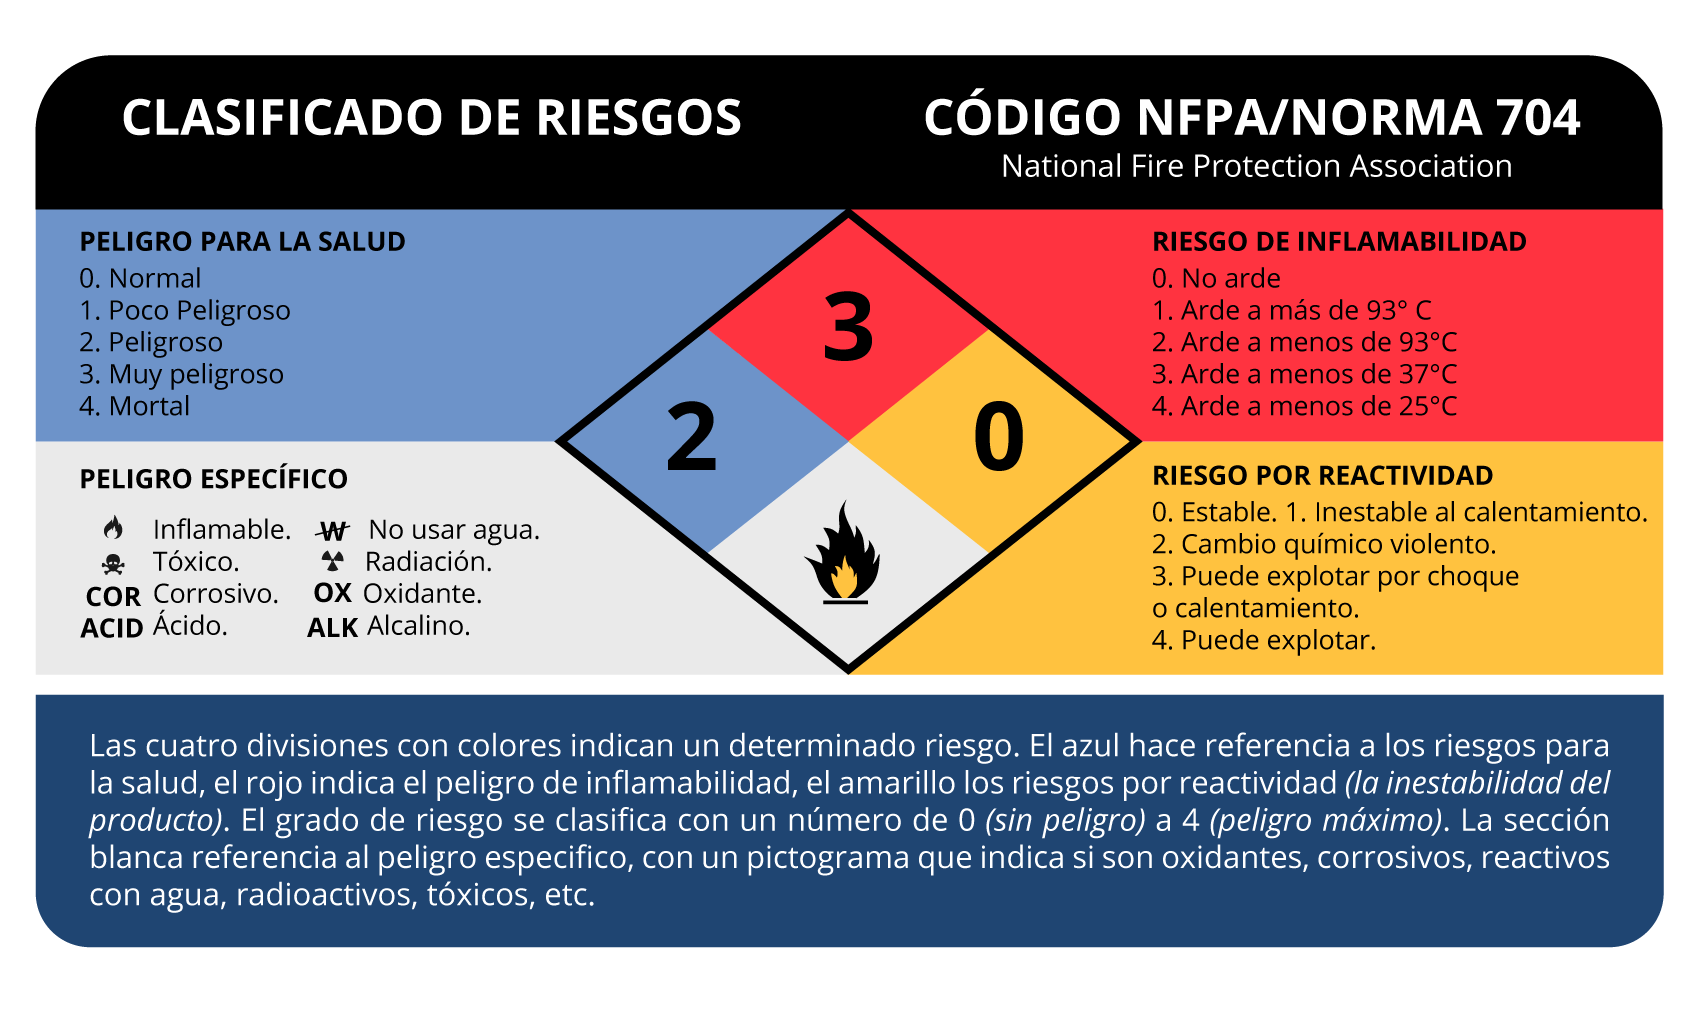 CLASIFICADO DE RIESGOS
CÓDIGO NFPA/NORMA 704
National Fire Protection Association
PELIGRO PARA LA SALUD
0. Normal
1. Poco Peligroso
2. Peligroso
3. Muy peligroso
4. Mortal
RIESGO DE INFLAMABILIDAD
0. No arde
1. Arde a más de 93° C
2. Arde a menos de 93°C
3. Arde a menos de 37°C
4. Arde a menos de 25°C
3
2
0
PELIGRO ESPECÍFICO
Inflamable. W No usar agua.
Tóxico. Radiación.
COR Corrosivo. OX Oxidante.
ACID Ácido. ALK Alcalino.
RIESGO POR REACTIVIDAD
0. Estable. 1. Inestable al calentamiento.
2. Cambio químico violento.
3. Puede explotar por choque
o calentamiento.
4. Puede explotar.
Las cuatro divisiones con colores indican un determinado riesgo. El azul hace referencia a los riesgos para
la salud, el rojo indica el peligro de inflamabilidad, el amarillo los riesgos por reactividad (la inestabilidad del
producto). El grado de riesgo se clasifica con un número de 0 (sin peligro) a 4 (peligro máximo). La sección
blanca referencia al peligro especifico, con un pictograma que indica si son oxidantes, corrosivos, reactivos
con agua, radioactivos, tóxicos, etc.